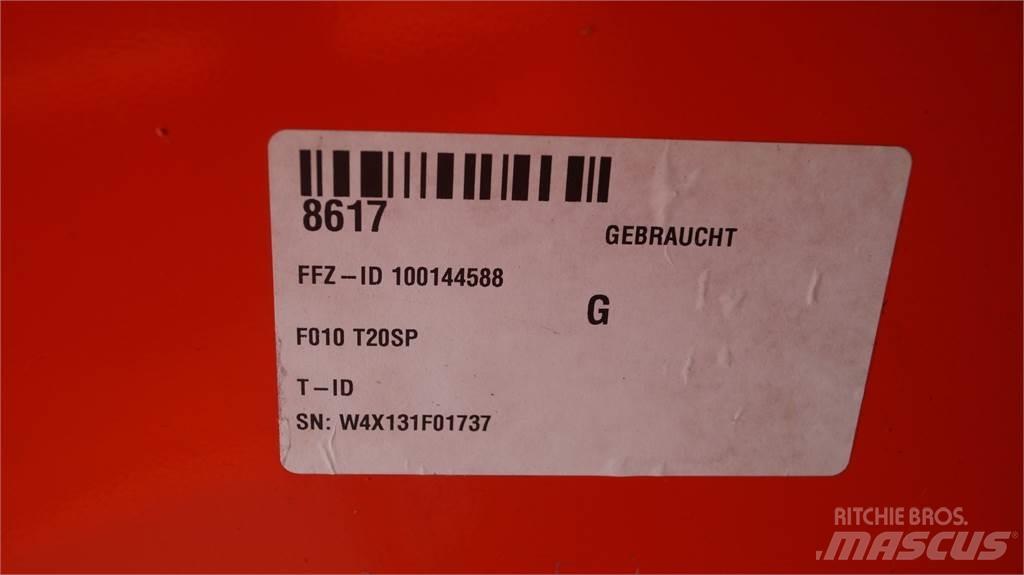 8617
GEBRAUCHT
FFZ-ID 100144588
G
F010 T20SP
T-ID
SN: W4X131F01737
RITCHIE BROS.
MASCUS